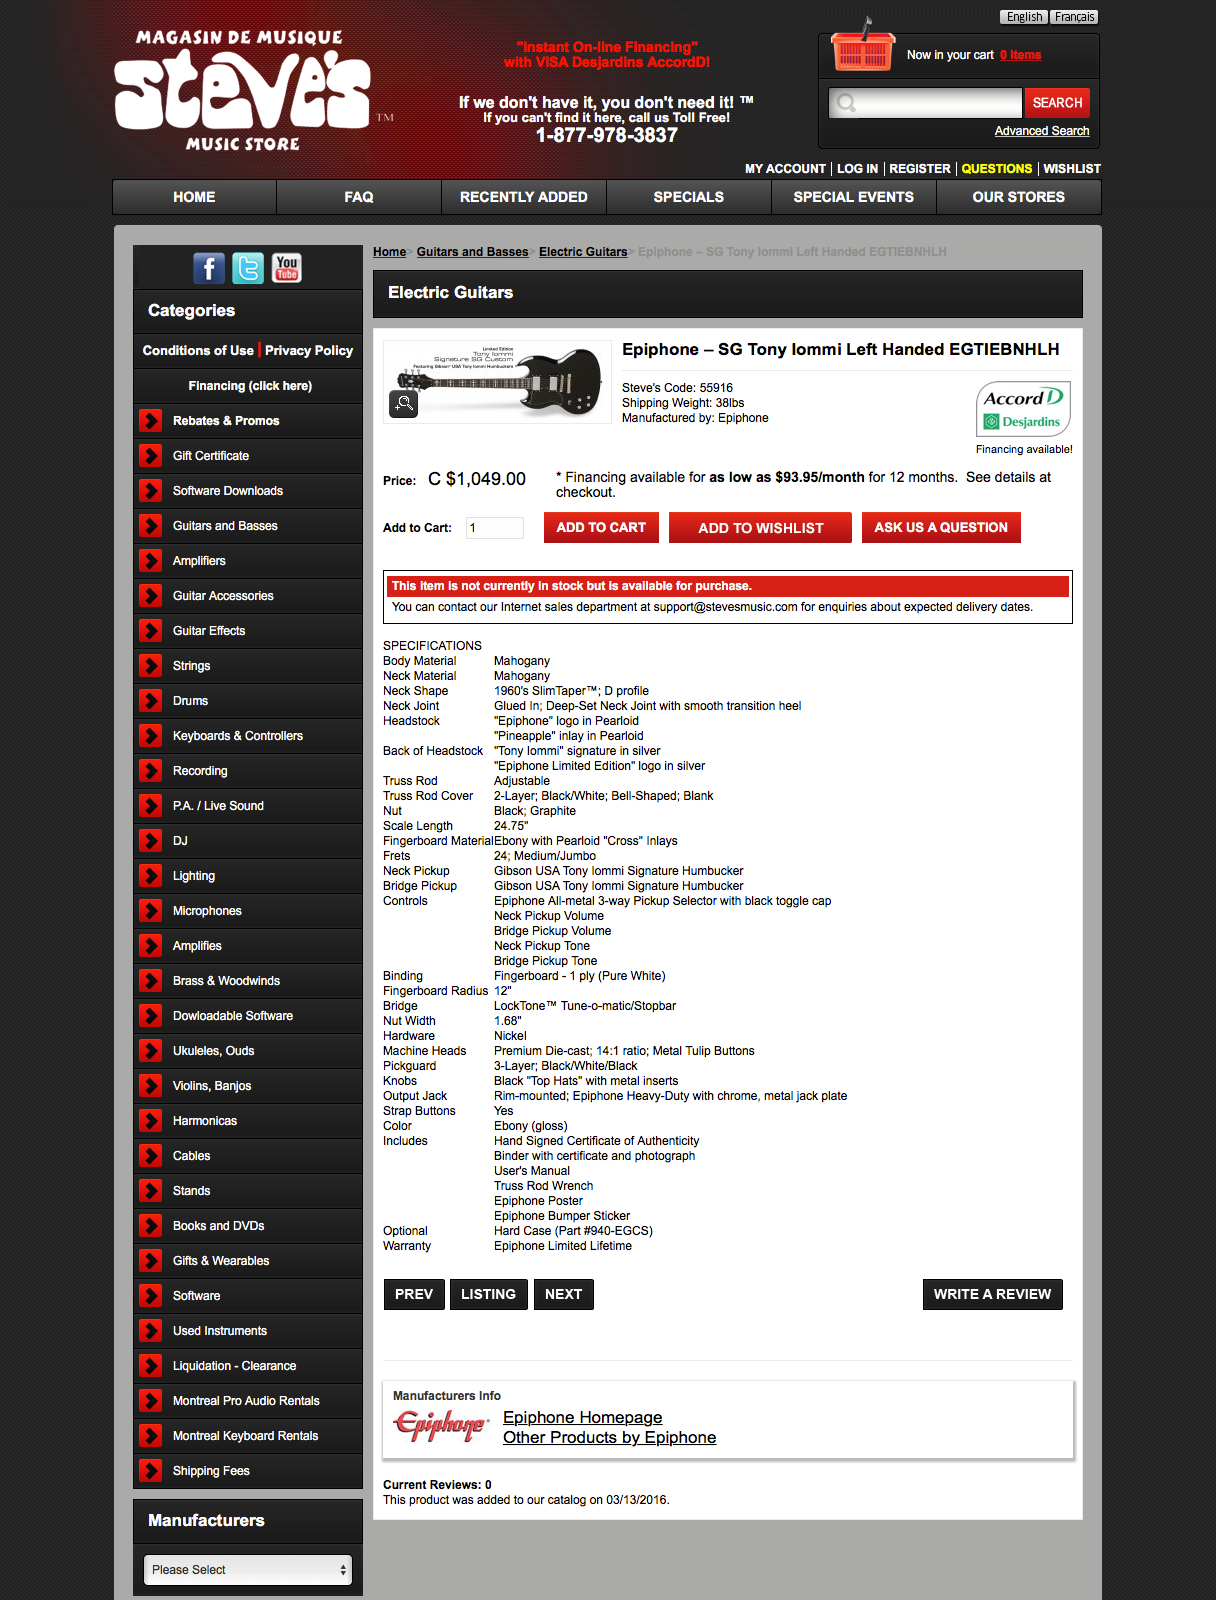 English Français
MAGASIN DE MUSIQUE
steve's TM
MUSIC STORE
"Instant On-line Financing"
with VISA Desjardins AccordD!
If we don't have it, you don't need it! ™
If you can't find it here, call us Toll Free!
1-877-978-3837
Now in your cart 0 items
SEARCH
Advanced Search
MY ACCOUNT LOG IN REGISTER QUESTIONS WISHLIST
HOME FAQ RECENTLY ADDED SPECIALS SPECIAL EVENTS OUR STORES
f t You Tube
Categories
Conditions of Use | Privacy Policy
Financing (click here)
Rebates & Promos
Gift Certificate
Software Downloads
Guitars and Basses
Amplifiers
Guitar Accessories
Guitar Effects
Strings
Drums
Keyboards & Controllers
Recording
P.A. / Live Sound
DJ
Lighting
Microphones
Amplifies
Brass & Woodwinds
Dowloadable Software
Ukuleles, Ouds
Violins, Banjos
Harmonicas
Cables
Stands
Books and DVDs
Gifts & Wearables
Software
Used Instruments
Liquidation - Clearance
Montreal Pro Audio Rentals
Montreal Keyboard Rentals
Shipping Fees
Manufacturers
Please Select
Home> Guitars and Basses> Electric Guitars> Epiphone – SG Tony Iommi Left Handed EGTIEBNHLH
Electric Guitars
Limited Edition
Tony Iommi
Signature SG Custom
Featuring Gibson® USA Tony Iommi Humbuckers
Epiphone – SG Tony Iommi Left Handed EGTIEBNHLH
Steve's Code: 55916
Shipping Weight: 38lbs
Manufactured by: Epiphone
Accord D
Desjardins
Financing available!
Price: C $1,049.00
* Financing available for as low as $93.95/month for 12 months. See details at
checkout.
Add to Cart: 1 ADD TO CART ADD TO WISHLIST ASK US A QUESTION
This item is not currently in stock but is available for purchase.
You can contact our Internet sales department at support@stevesmusic.com for enquiries about expected delivery dates.
SPECIFICATIONS
Body Material Mahogany
Neck Material Mahogany
Neck Shape 1960's SlimTaper™; D profile
Neck Joint Glued In; Deep-Set Neck Joint with smooth transition heel
Headstock "Epiphone" logo in Pearloid
"Pineapple" inlay in Pearloid
Back of Headstock "Tony Iommi" signature in silver
"Epiphone Limited Edition" logo in silver
Truss Rod Adjustable
Truss Rod Cover 2-Layer; Black/White; Bell-Shaped; Blank
Nut Black; Graphite
Scale Length 24.75"
Fingerboard Material Ebony with Pearloid "Cross" Inlays
Frets 24; Medium/Jumbo
Neck Pickup Gibson USA Tony Iommi Signature Humbucker
Bridge Pickup Gibson USA Tony Iommi Signature Humbucker
Controls Epiphone All-metal 3-way Pickup Selector with black toggle cap
Neck Pickup Volume
Bridge Pickup Volume
Neck Pickup Tone
Bridge Pickup Tone
Binding Fingerboard - 1 ply (Pure White)
Fingerboard Radius 12"
Bridge LockTone™ Tune-o-matic/Stopbar
Nut Width 1.68"
Hardware Nickel
Machine Heads Premium Die-cast; 14:1 ratio; Metal Tulip Buttons
Pickguard 3-Layer; Black/White/Black
Knobs Black "Top Hats" with metal inserts
Output Jack Rim-mounted; Epiphone Heavy-Duty with chrome, metal jack plate
Strap Buttons Yes
Color Ebony (gloss)
Includes Hand Signed Certificate of Authenticity
Binder with certificate and photograph
User's Manual
Truss Rod Wrench
Epiphone Poster
Epiphone Bumper Sticker
Optional Hard Case (Part #940-EGCS)
Warranty Epiphone Limited Lifetime
PREV LISTING NEXT WRITE A REVIEW
Manufacturers Info
Epiphone
Epiphone Homepage
Other Products by Epiphone
Current Reviews: 0
This product was added to our catalog on 03/13/2016.